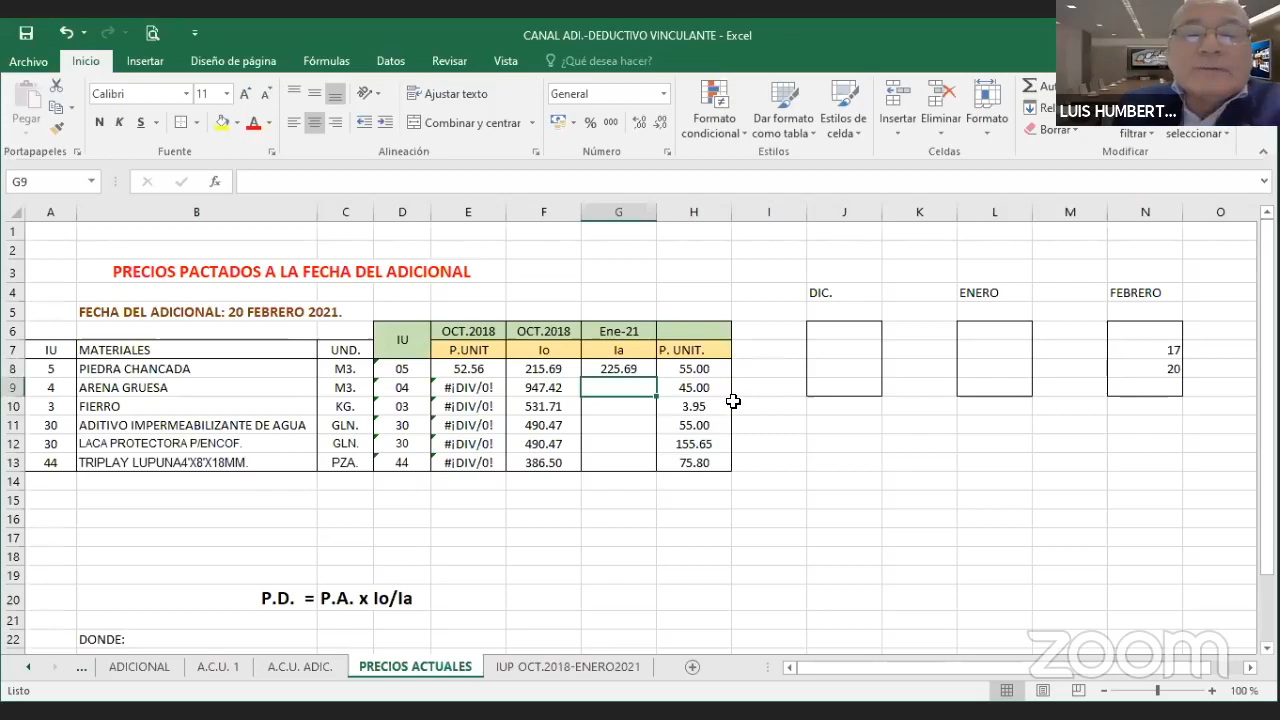 CANAL ADI.-DEDUCTIVO VINCULANTE - Excel
Archivo Inicio Insertar Diseño de página Fórmulas Datos Revisar Vista ¿Qué desea hacer?
LUIS HUMBERT...
Pegar
Calibri 11
Ajustar texto
General
N K S
Combinar y centrar
% 000
Formato condicional
Dar formato como tabla
Estilos de celda
Insertar Eliminar Formato
Borrar
filtrar
seleccionar
Portapapeles Fuente Alineación Número Estilos Celdas Modificar
G9 fx
A B C D E F G H I J K L M N O
1
2
3 PRECIOS PACTADOS A LA FECHA DEL ADICIONAL
4 DIC. ENERO FEBRERO
5 FECHA DEL ADICIONAL: 20 FEBRERO 2021.
6 IU OCT.2018 OCT.2018 Ene-21
7 IU MATERIALES UND. P.UNIT Io Ia P. UNIT. 17
8 5 PIEDRA CHANCADA M3. 05 52.56 215.69 225.69 55.00 20
9 4 ARENA GRUESA M3. 04 #¡DIV/0! 947.42 45.00
10 3 FIERRO KG. 03 #¡DIV/0! 531.71 3.95
11 30 ADITIVO IMPERMEABILIZANTE DE AGUA GLN. 30 #¡DIV/0! 490.47 55.00
12 30 LACA PROTECTORA P/ENCOF. GLN. 30 #¡DIV/0! 490.47 155.65
13 44 TRIPLAY LUPUNA4'X8'X18MM. PZA. 44 #¡DIV/0! 386.50 75.80
14
15
16
17
18
19
20 P.D. = P.A. x Io/Ia
21
22 DONDE:
zoom
... ADICIONAL A.C.U. 1 A.C.U. ADIC. PRECIOS ACTUALES IUP OCT.2018-ENERO2021
Listo 100 %